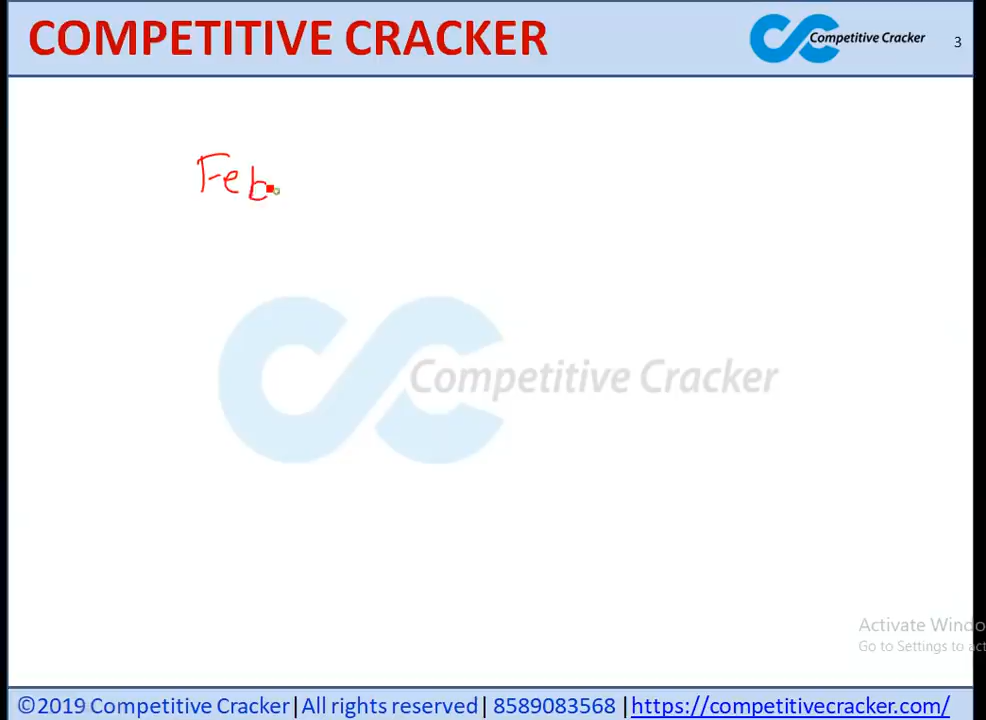 COMPETITIVE CRACKER
Competitive Cracker
3
Feb
Competitive Cracker
Activate Windo
Go to Settings to act
©2019 Competitive Cracker|All rights reserved| 8589083568 |https://competitivecracker.com/